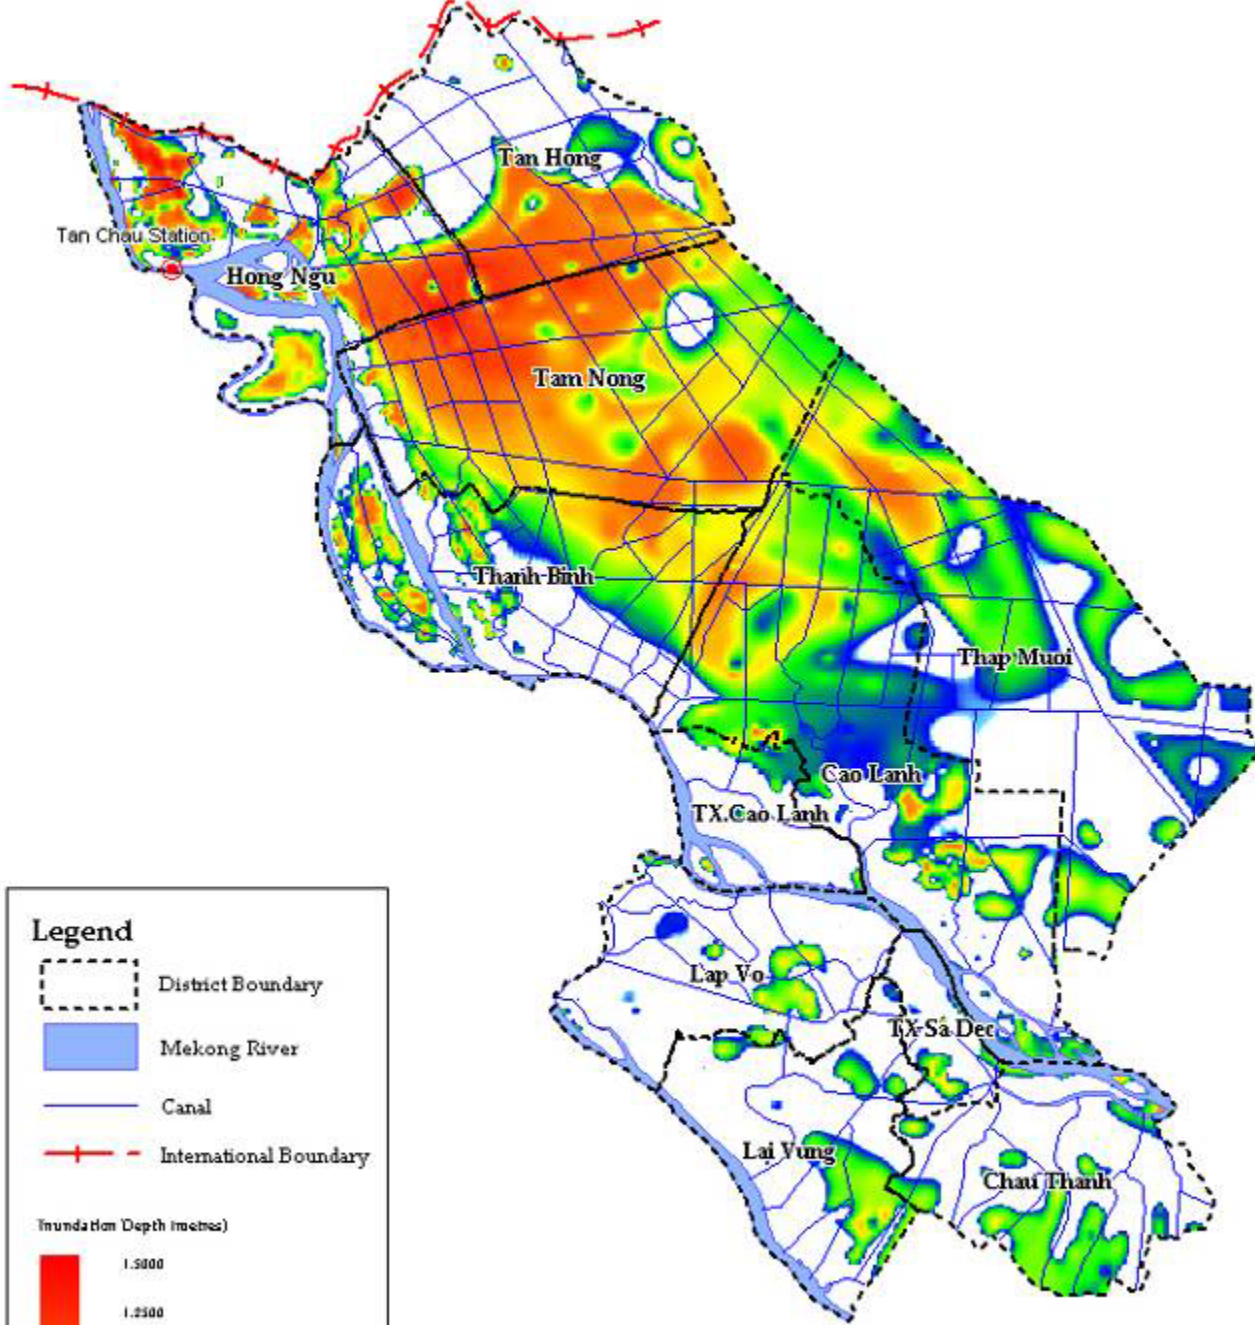 Tan Hong
Tan Chau Station
Hong Ngu
Tam Nong
Thanh Binh
Thap Muoi
Cao Lanh
TX.Cao Lanh
Lap Vo
TX Sa Dec
Lai Vung
Chau Thanh
Legend
District Boundary
Mekong River
Canal
International Boundary
Inundation Depth (metres)
1.5000
1.2500